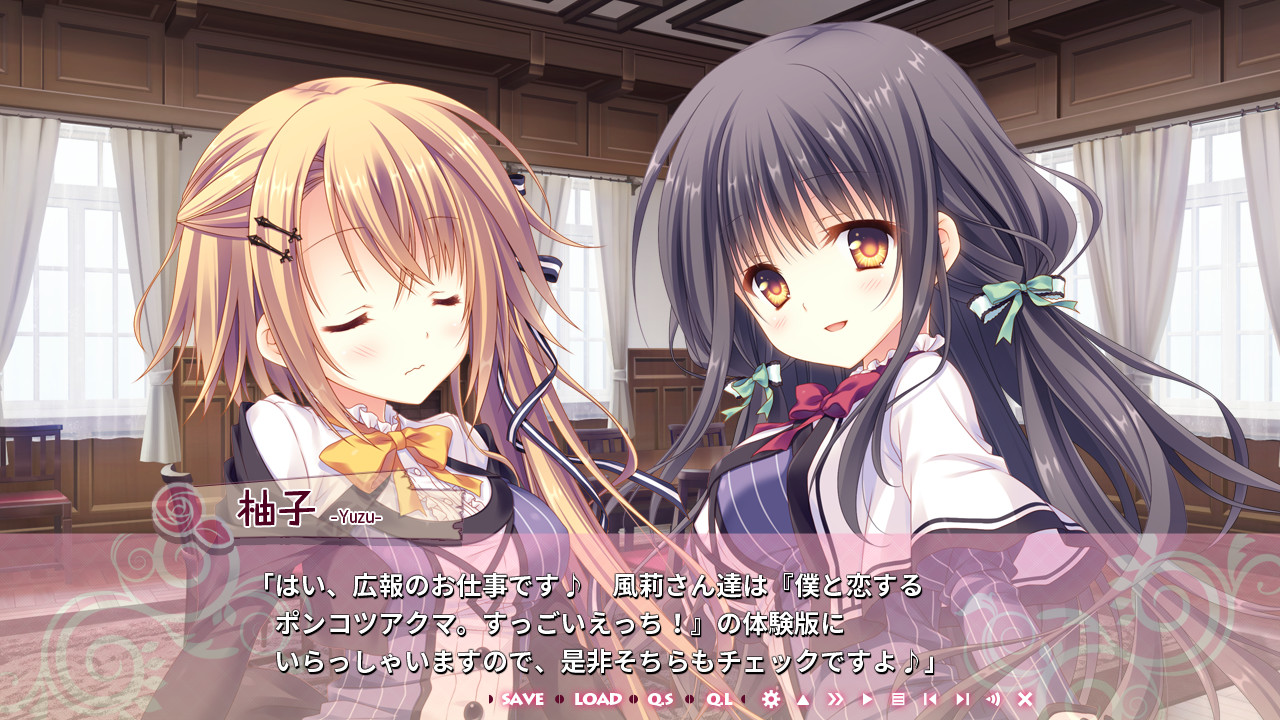 柚子 -Yuzu-
「はい、広報のお仕事です♪　風莉さん達は『僕と恋する
ポンコツアクマ。すっごいえっち！』の体験版に
いらっしゃいますので、是非そちらもチェックですよ♪」
SAVE LOAD Q.S Q.L